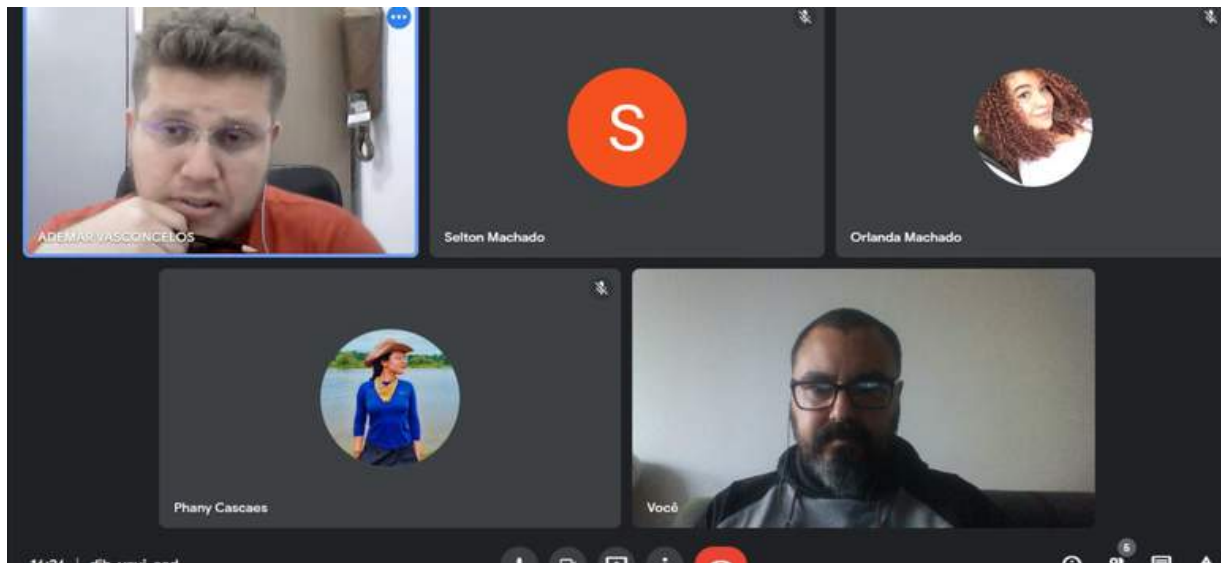 ADEMAR VASCONCELOS
S
Selton Machado
Orlanda Machado
Phany Cascaes
Você
5